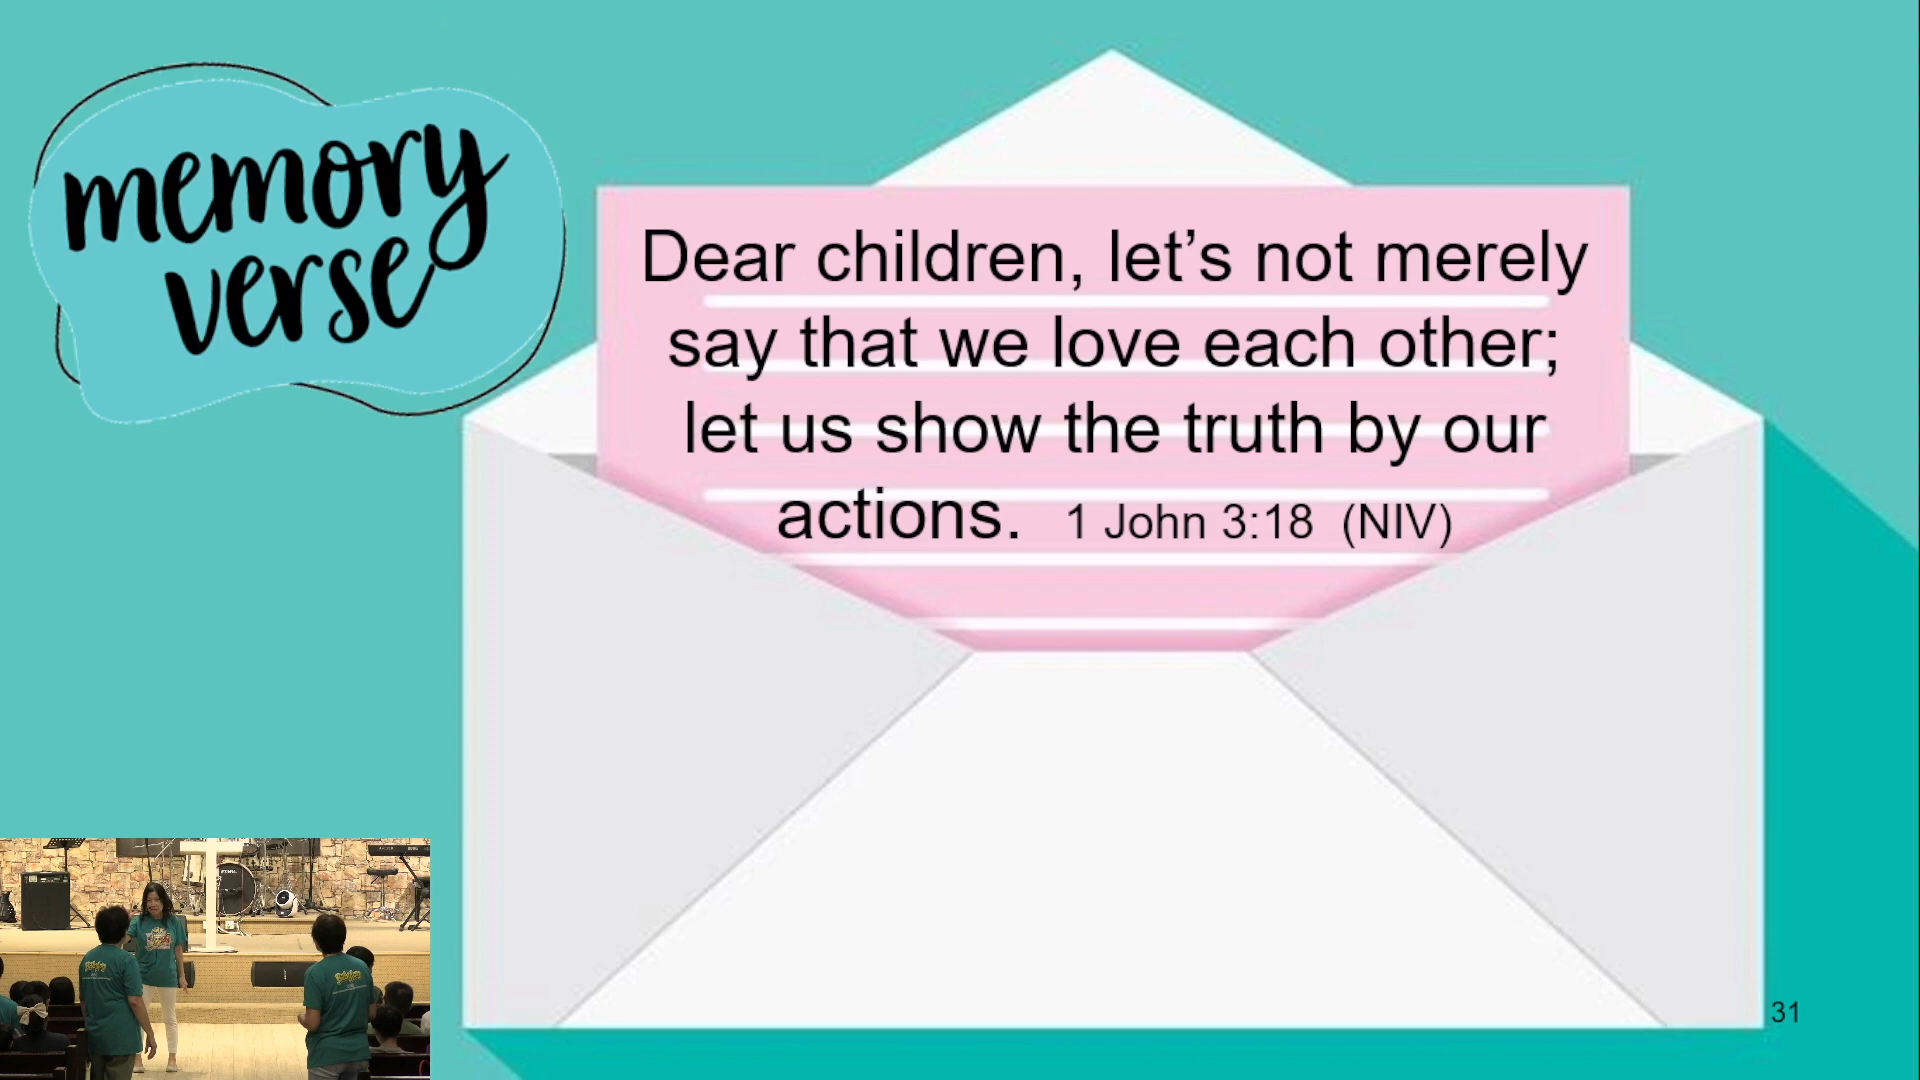 memory
verse
Dear children, let’s not merely
say that we love each other;
let us show the truth by our
actions. 1 John 3:18 (NIV)
31